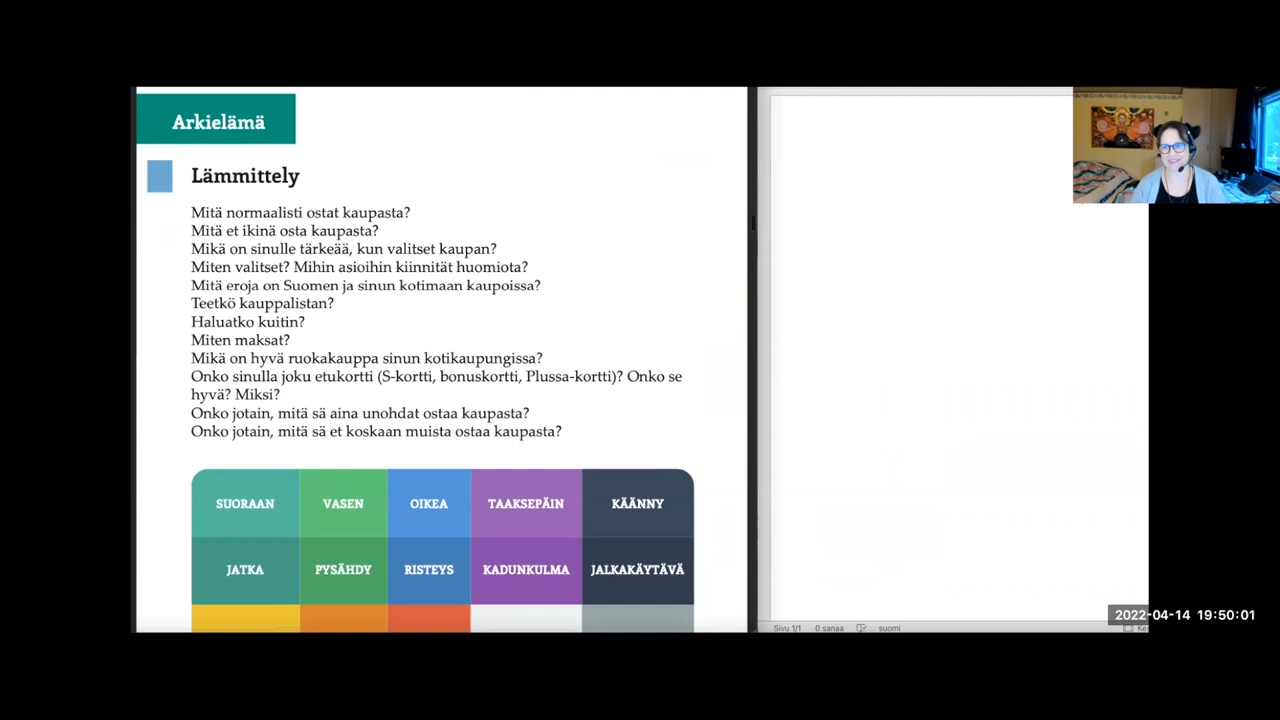 Arkielämä
Lämmittely
Mitä normaalisti ostat kaupasta?
Mitä et ikinä osta kaupasta?
Mikä on sinulle tärkeää, kun valitset kaupan?
Miten valitset? Mihin asioihin kiinnität huomiota?
Mitä eroja on Suomen ja sinun kotimaan kaupoissa?
Teetkö kauppalistan?
Haluatko kuitin?
Miten maksat?
Mikä on hyvä ruokakauppa sinun kotikaupungissa?
Onko sinulla joku etukortti (S-kortti, bonuskortti, Plussa-kortti)? Onko se
hyvä? Miksi?
Onko jotain, mitä sä aina unohdat ostaa kaupasta?
Onko jotain, mitä sä et koskaan muista ostaa kaupasta?
SUORAAN VASEN OIKEA TAAKSEPÄIN KÄÄNNY
JATKA PYSÄHDY RISTEYS KADUNKULMA JALKAKÄYTÄVÄ
2022-04-14 19:50:01
Sivu 1/1 0 sanaa suomi